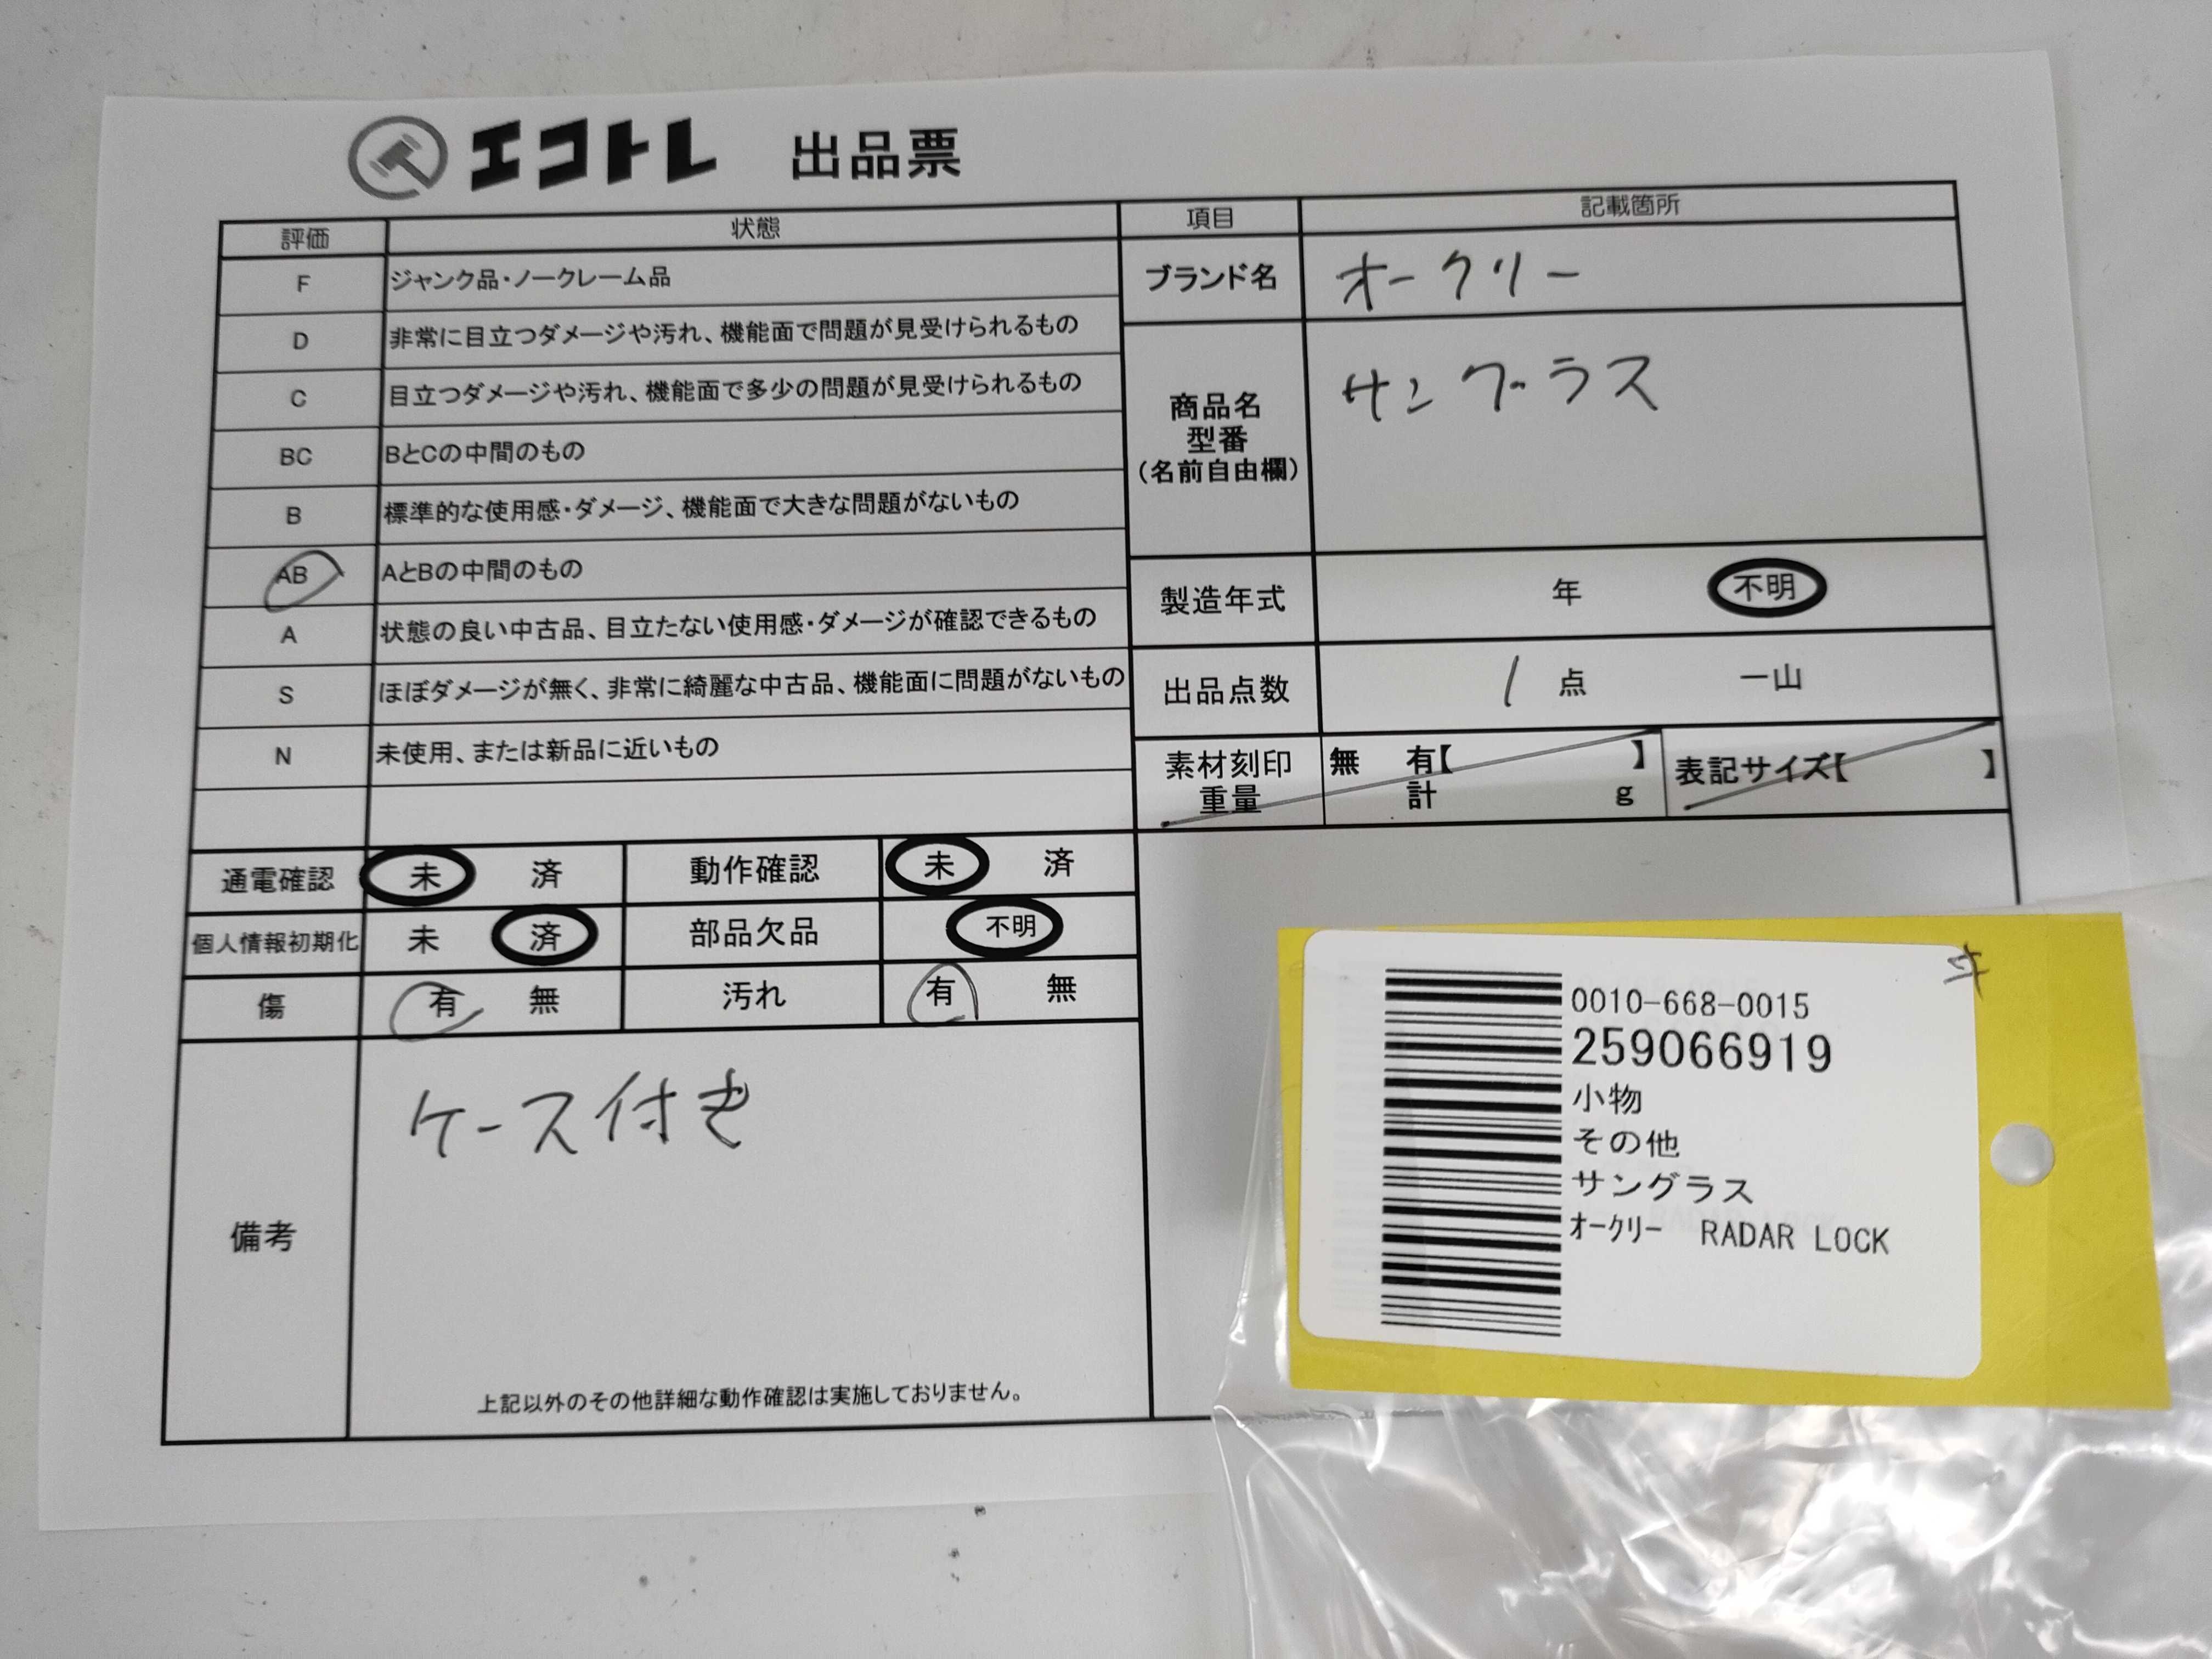 エコトレ 出品票
評価 状態
F ジャンク品・ノークレーム品
D 非常に目立つダメージや汚れ、機能面で問題が見受けられるもの
C 目立つダメージや汚れ、機能面で多少の問題が見受けられるもの
BC BとCの中間のもの
B 標準的な使用感・ダメージ、機能面で大きな問題がないもの
AB AとBの中間のもの
A 状態の良い中古品、目立たない使用感・ダメージが確認できるもの
S ほぼダメージが無く、非常に綺麗な中古品、機能面に問題がないもの
N 未使用、または新品に近いもの
項目 記載箇所
ブランド名 オークリー
商品名
型番
(名前自由欄)
サングラス
製造年式 年 不明
出品点数 1 点 一山
素材刻印 無 有【 】 表記サイズ【 】
重量 計 g
通電確認 未 済 動作確認 未 済
個人情報初期化 未 済 部品欠品 不明
傷 有 無 汚れ 有 無
備考
ケース付き
上記以外のその他詳細な動作確認は実施しておりません。
0010-668-0015
259066919
小物
その他
サングラス
ｵｰｸﾘｰ RADAR LOCK